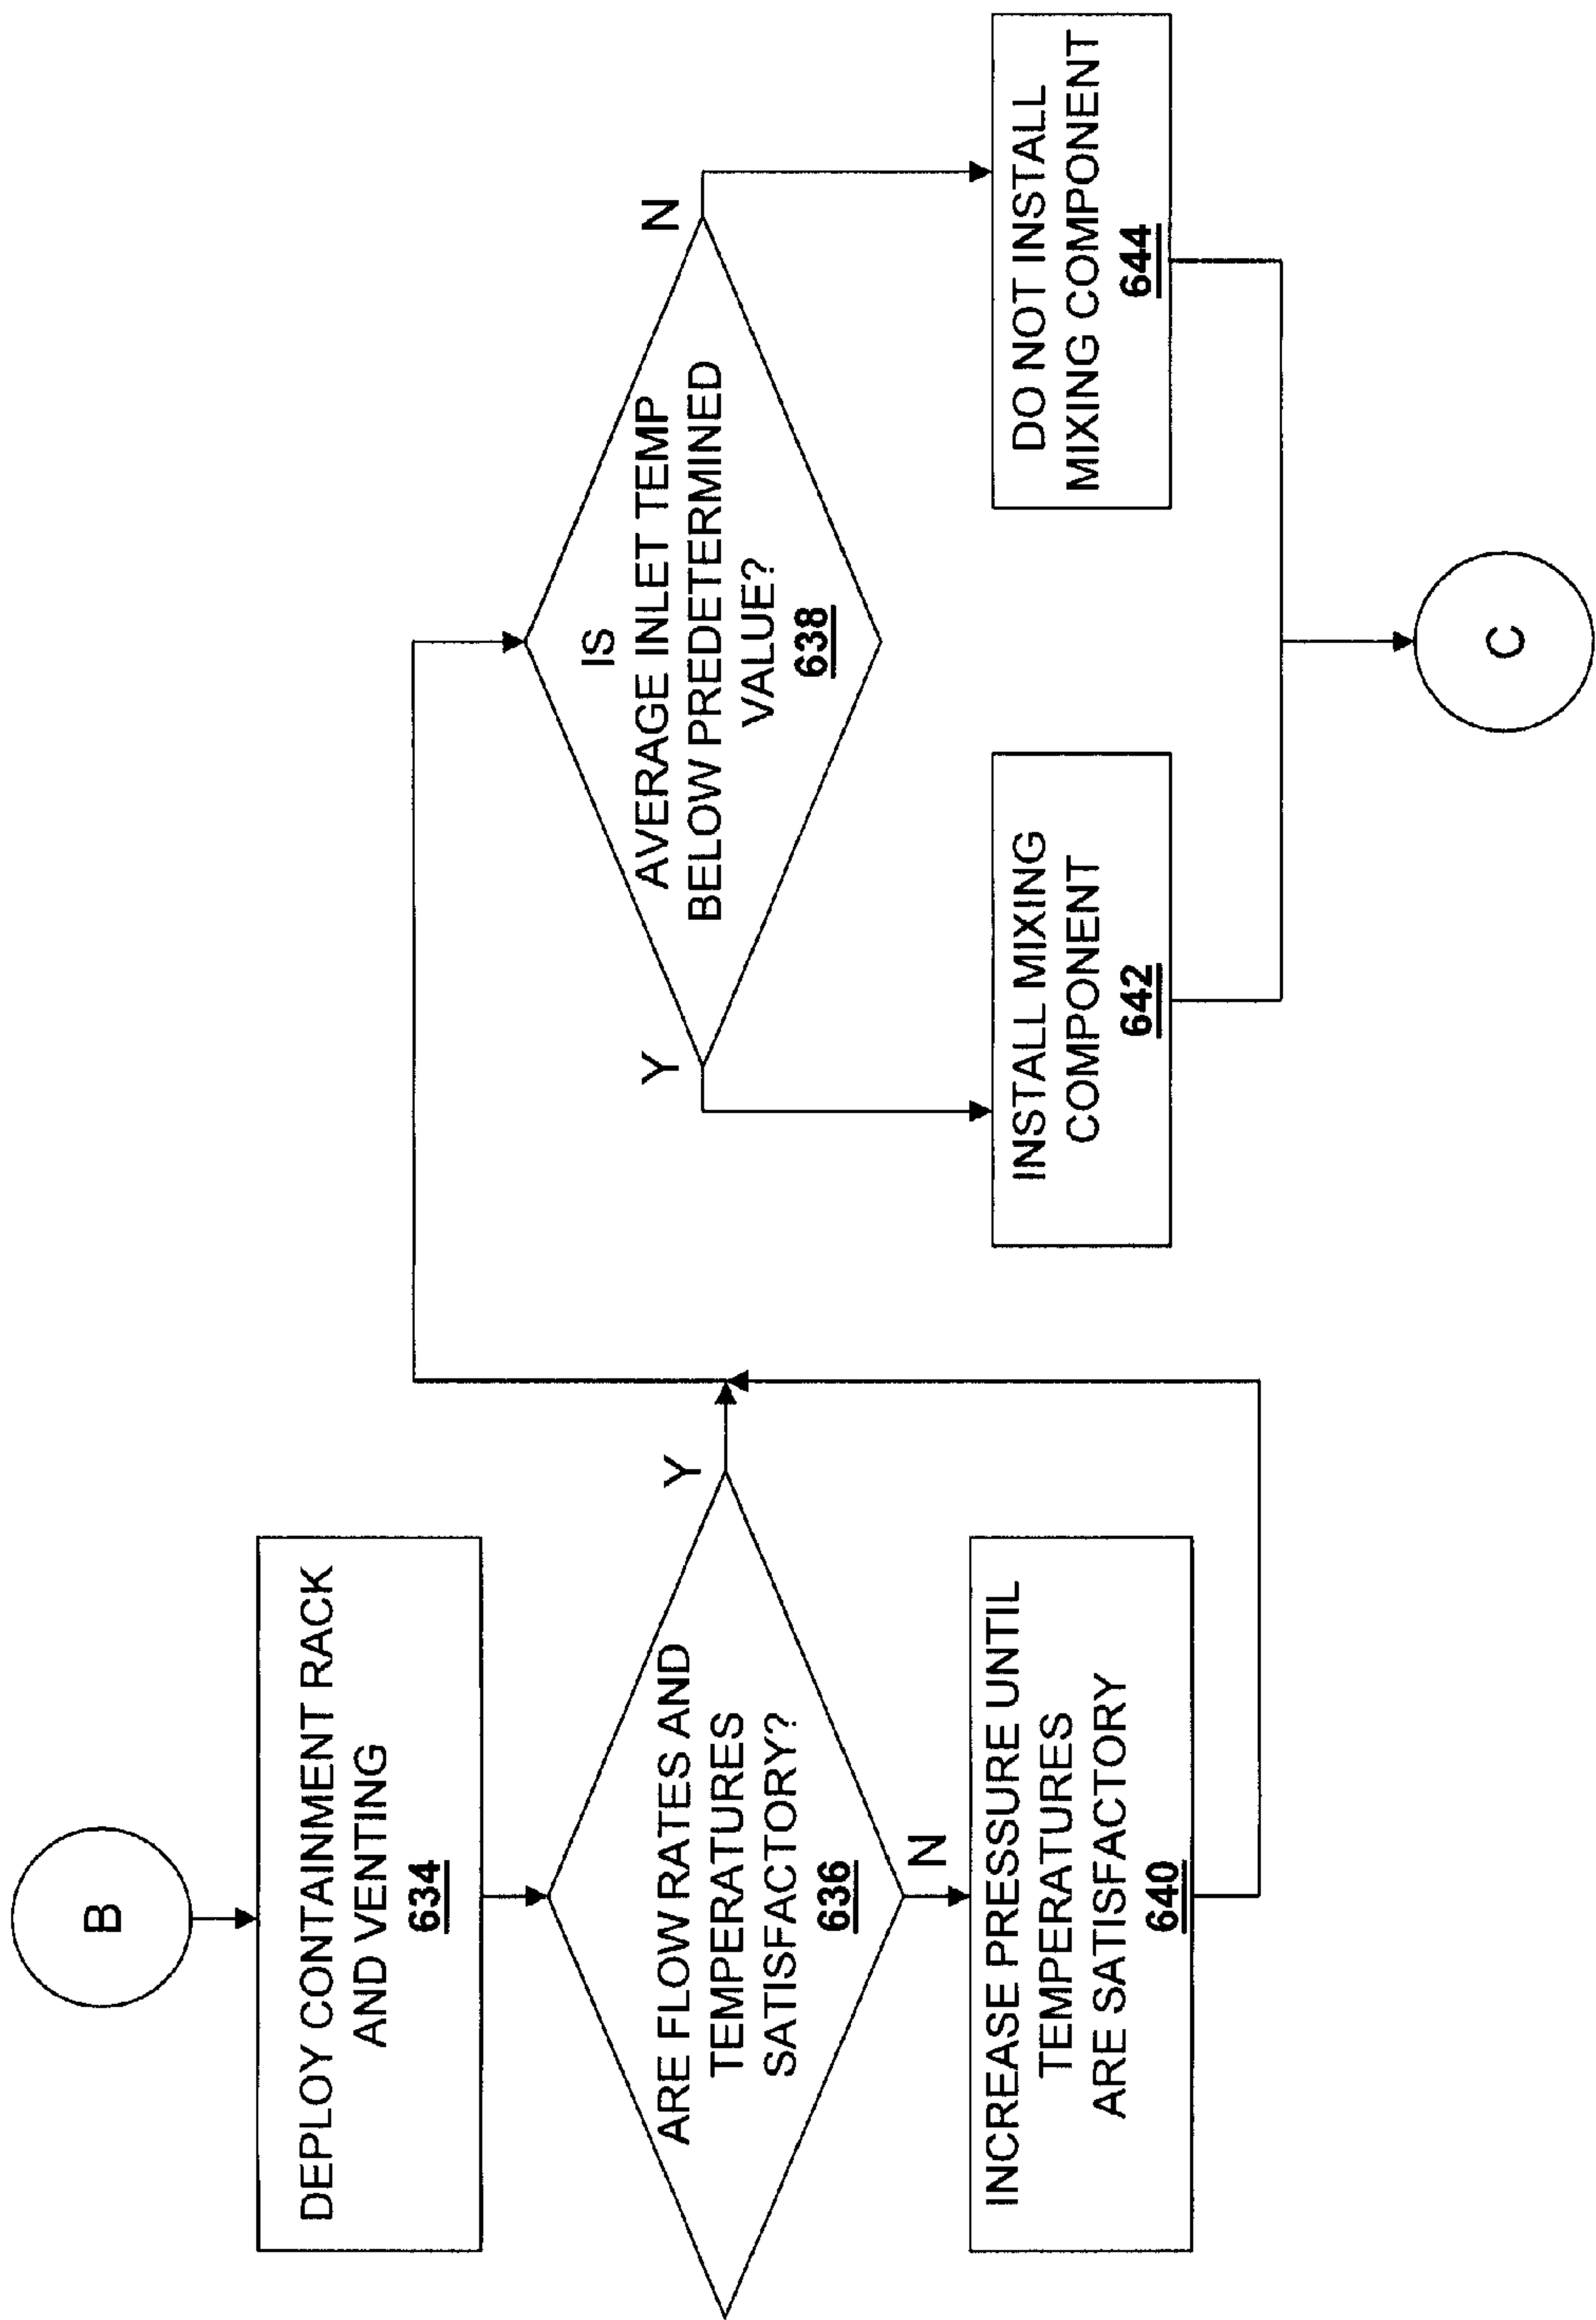 B
DEPLOY CONTAINMENT RACK
AND VENTING
634
ARE FLOW RATES AND
TEMPERATURES
SATISFACTORY?
636
Y
N
INCREASE PRESSURE UNTIL
TEMPERATURES
ARE SATISFACTORY
640
IS
AVERAGE INLET TEMP
BELOW PREDETERMINED
VALUE?
638
Y
N
INSTALL MIXING
COMPONENT
642
DO NOT INSTALL
MIXING COMPONENT
644
C